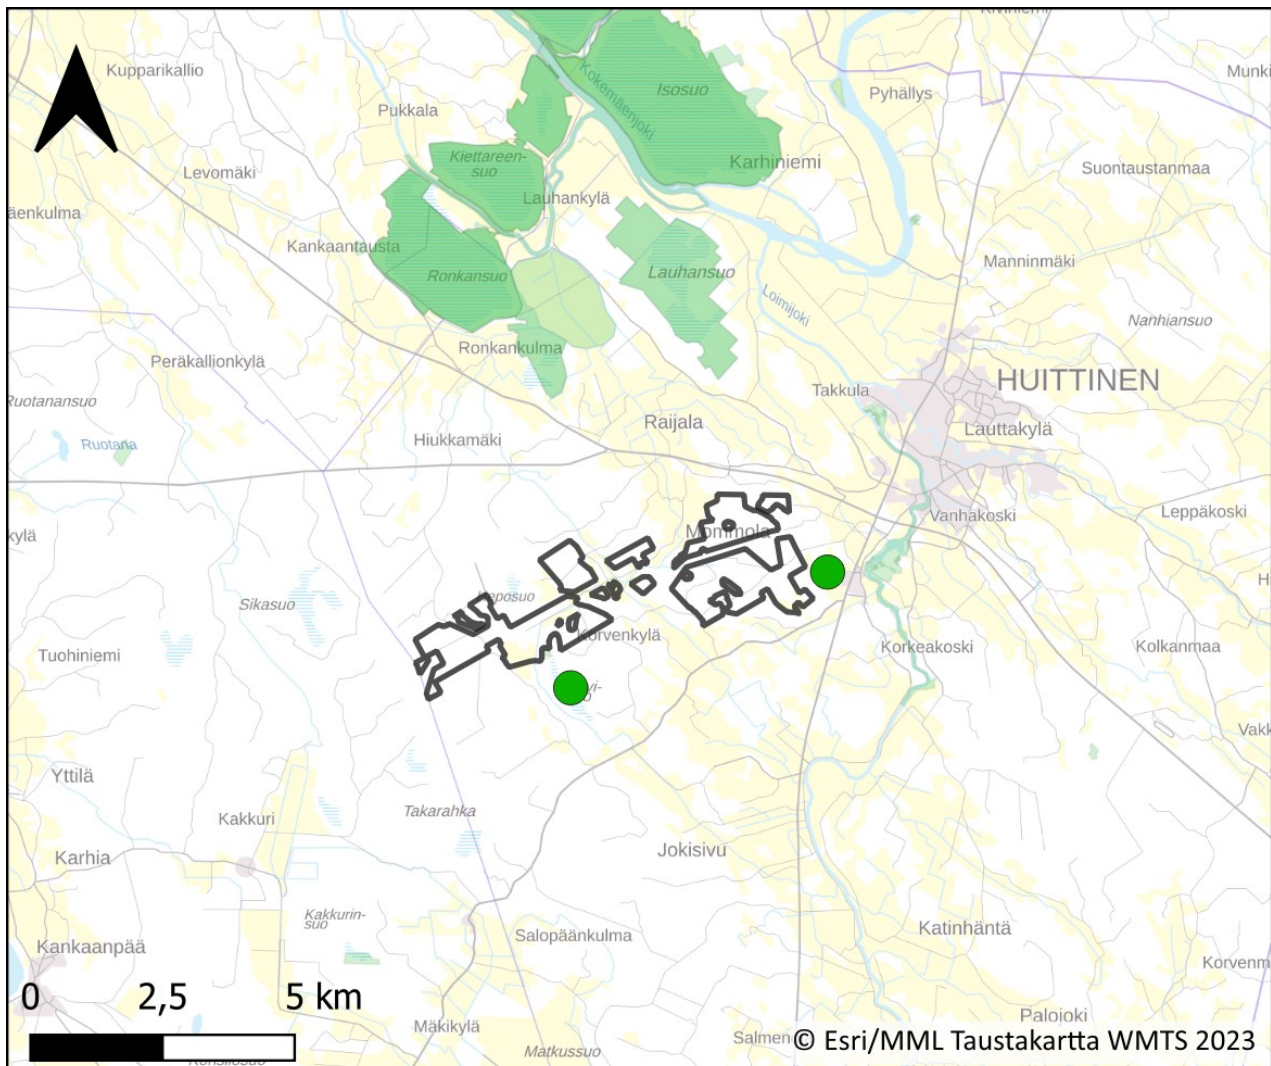 Kiviniemi
Kupparikallio
Isosuo
Munki
Pyhällys
Kokemäenjoki
Pukkala
Kiettareen-
suo
Karhiniemi
Levomäki
Suontaustanmaa
Lauhankylä
äenkulma
Kankaantausta
Manninmäki
Ronkansuo
Lauhansuo
Loimijoki
Nanhiansuo
Ronkankulma
Peräkallionkylä
HUITTINEN
Takkula
Ruotanansuo
Raijala
Lauttakylä
Ruotana
Hiukkamäki
Leppäkoski
Vanhakoski
kylä
Mommola
H
Sikasuo
Korvenkylä
Korkeakoski
Kolkanmaa
Tuohiniemi
Vakk
Yttilä
Takarahka
Kakkuri
Jokisivu
Karhia
Kakkurin-
suo
Katinhäntä
Salopäänkulma
Kankaanpää
Korvenm
0 2,5 5 km
Palojoki
Mäkikylä
Salmen
© Esri/MML Taustakartta WMTS 2023
Matkussuo